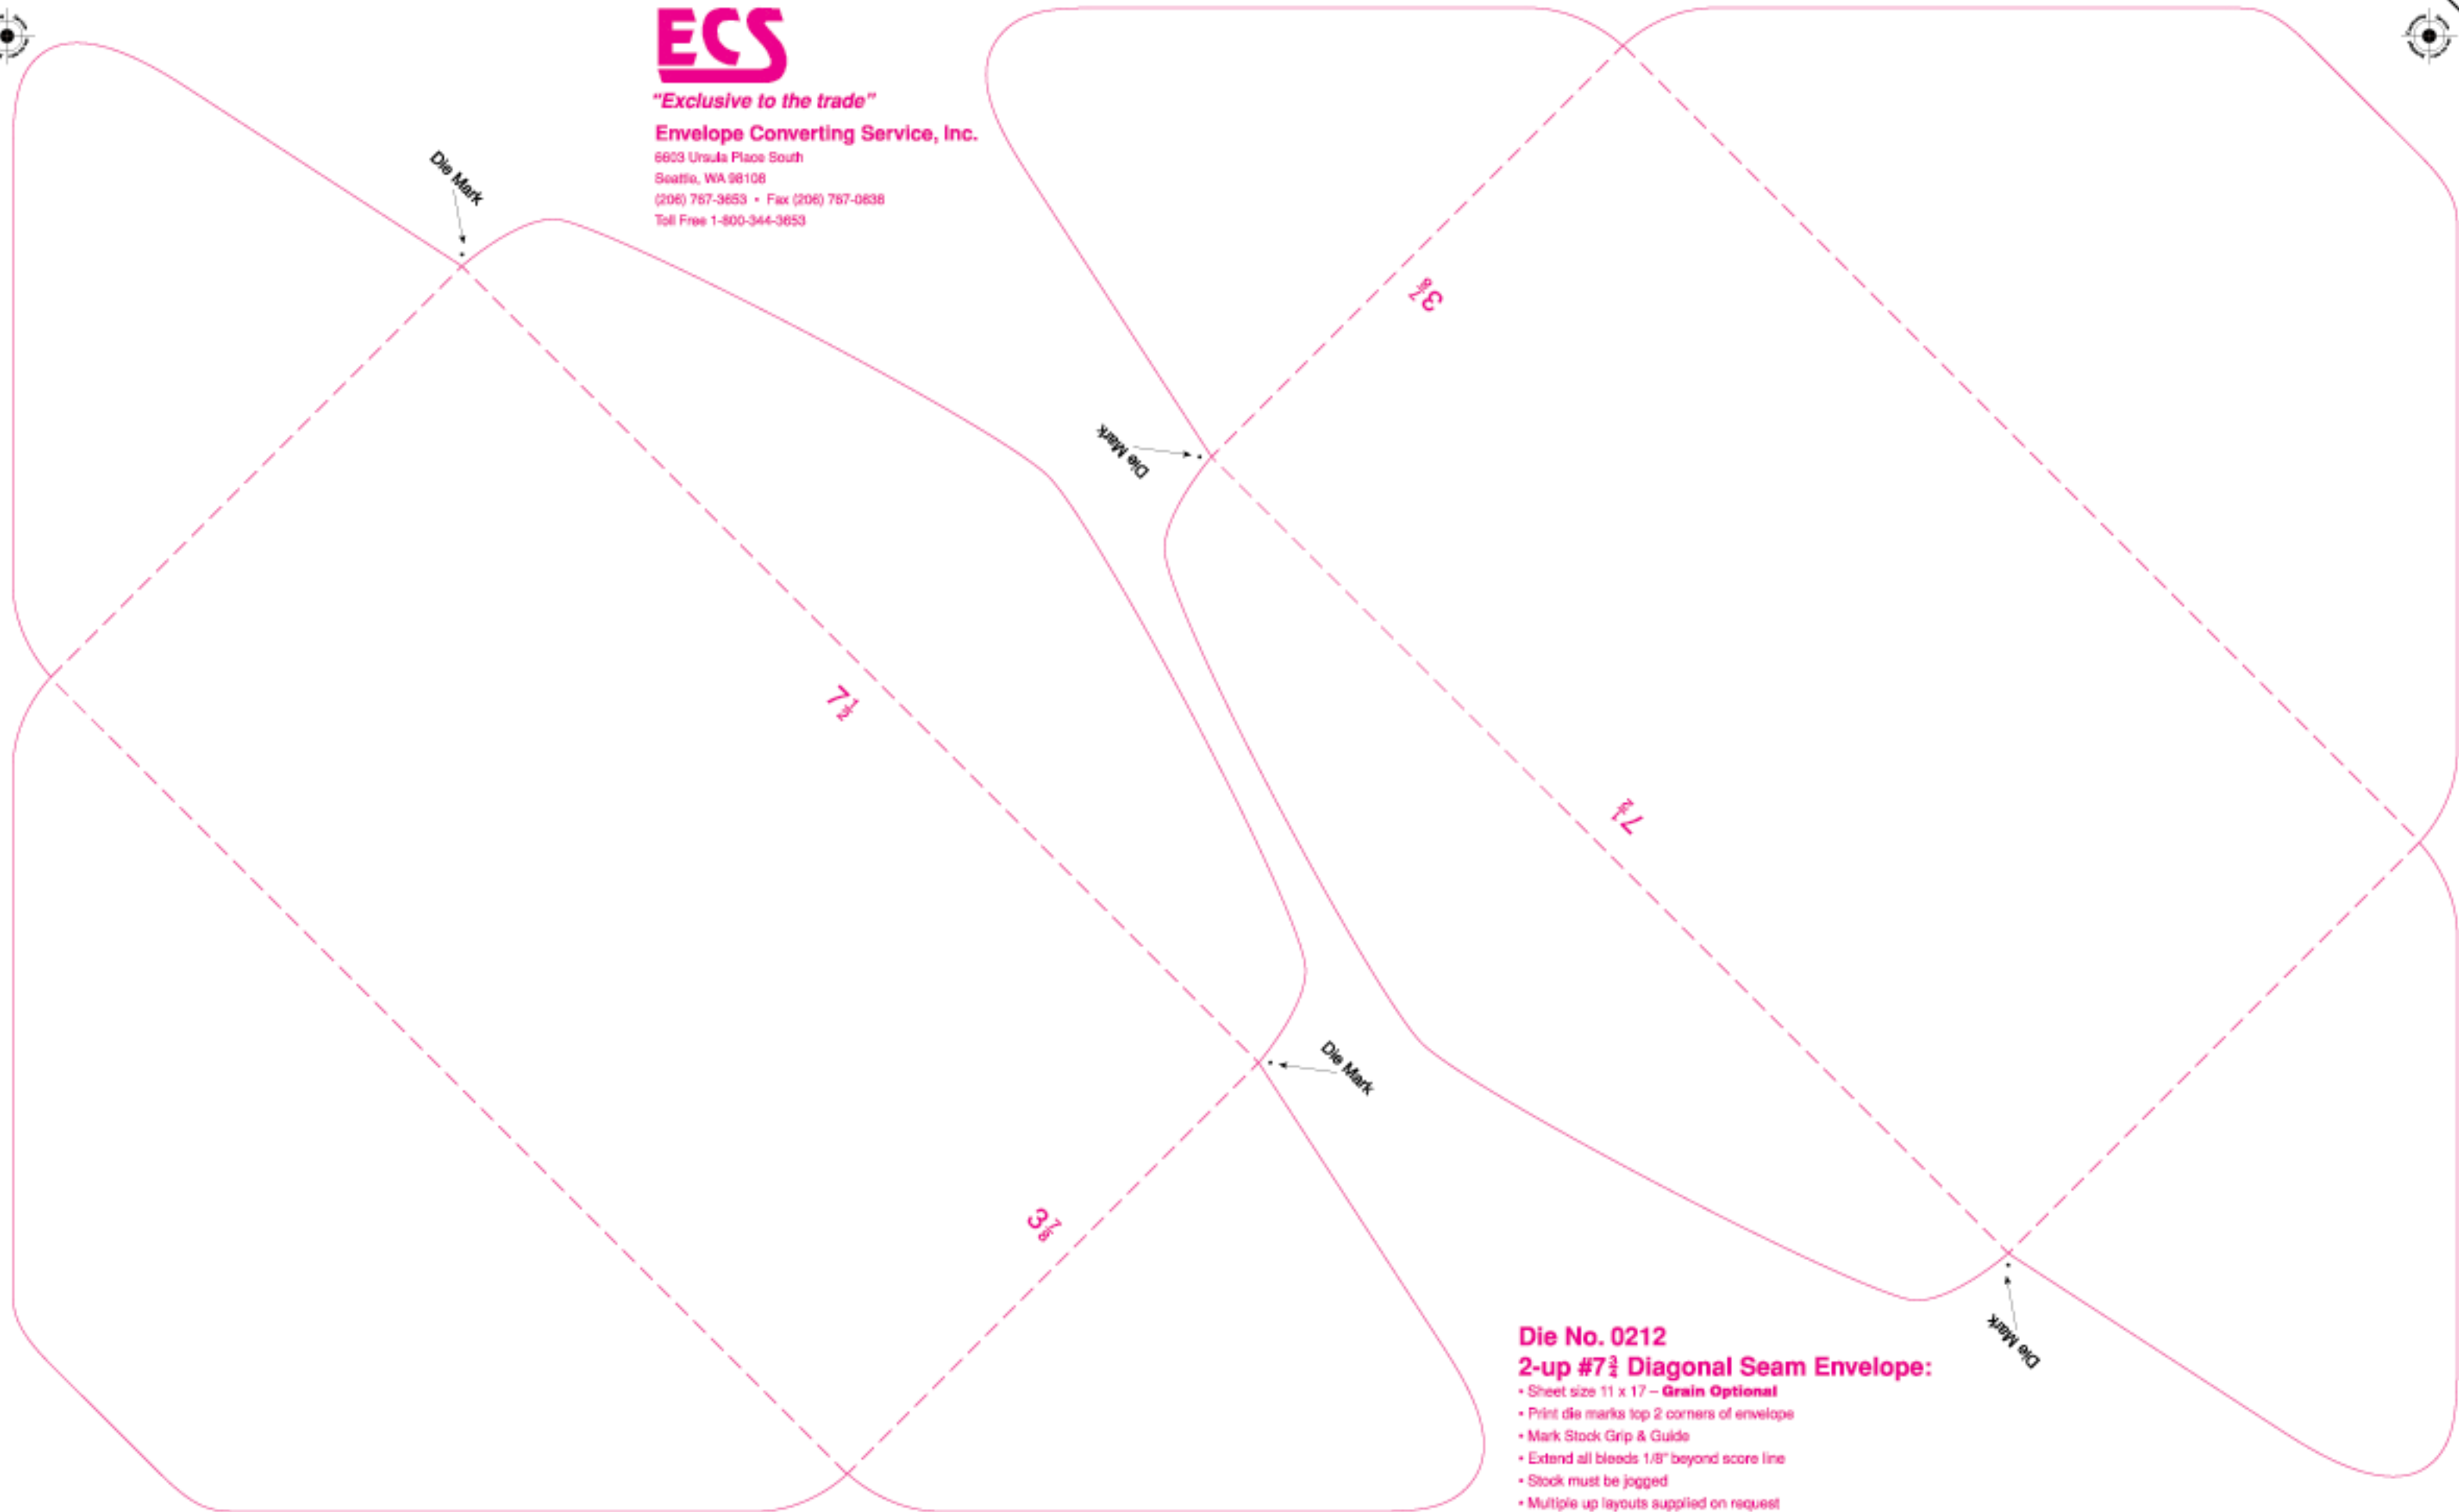 ECS
"Exclusive to the trade"
Envelope Converting Service, Inc.
6603 Ursula Place South
Seattle, WA 98108
(206) 767-3653 • Fax (206) 767-0636
Toll Free 1-800-344-3653
Die Mark
3⅞
Die Mark
7½
7½
Die Mark
3⅞
Die Mark
Die No. 0212
2-up #7¾ Diagonal Seam Envelope:
• Sheet size 11 x 17 – Grain Optional
• Print die marks top 2 corners of envelope
• Mark Stock Grip & Guide
• Extend all bleeds 1/8" beyond score line
• Stock must be jogged
• Multiple up layouts supplied on request